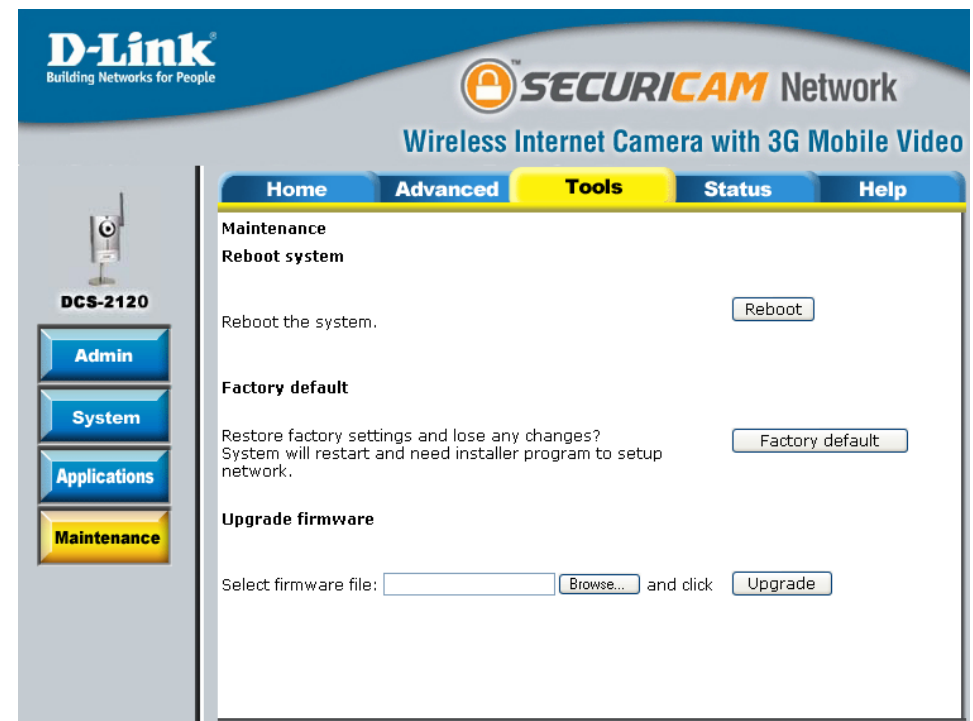 D-Link®
Building Networks for People
SECURICAM Network
™
Wireless Internet Camera with 3G Mobile Video
Home Advanced Tools Status Help
DCS-2120
Admin
System
Applications
Maintenance
Maintenance
Reboot system
Reboot the system. Reboot
Factory default
Restore factory settings and lose any changes?
System will restart and need installer program to setup
network.
Factory default
Upgrade firmware
Select firmware file: Browse... and click Upgrade